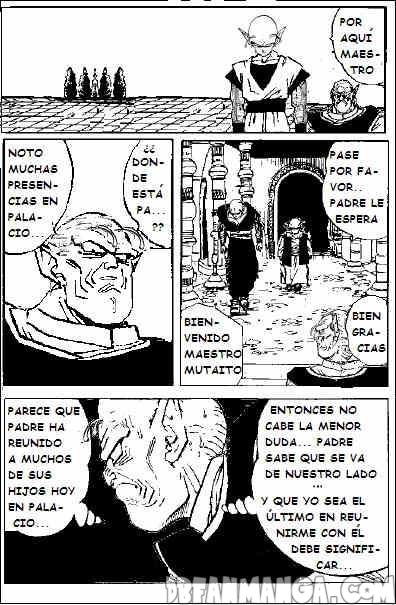 POR
AQUÍ
MAESTRO
NOTO
MUCHAS
PRESEN-
CIAS EN
PALA-
CIO...
¿¿
DON-
DE
ESTÁ
PA...
??
PASE
POR FA-
VOR..
PADRE LE
ESPERA
BIEN-
VENIDO
MAESTRO
MUTAITO
BIEN
GRA-
CIAS
PARECE QUE
PADRE HA
REUNIDO
A MUCHOS
DE SUS
HIJOS HOY
EN PALA-
CIO...
ENTONCES NO
CABE LA MENOR
DUDA... PADRE
SABE QUE SE VA
DE NUESTRO LADO
...
Y QUE YO SEA EL
ÚLTIMO EN REU-
NIRME CON ÉL
DEBE SIGNIFI-
CAR...
DBFANMANGA.COM